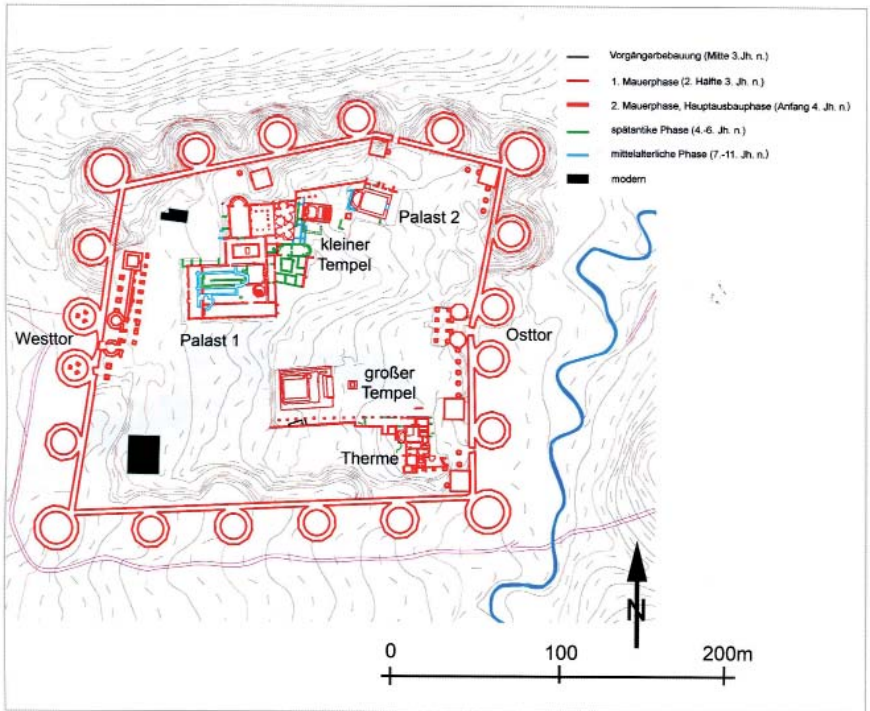 Vorgängerbebauung (Mitte 3.Jh. n.)
1. Mauerphase (2. Hälfte 3. Jh. n.)
2. Mauerphase, Hauptausbauphase (Anfang 4. Jh. n.)
spätantike Phase (4.-6. Jh. n.)
mittelalterliche Phase (7.-11. Jh. n.)
modern
Palast 2
kleiner
Tempel
Westtor
Palast 1
Osttor
großer
Tempel
Therme
N
0 100 200m